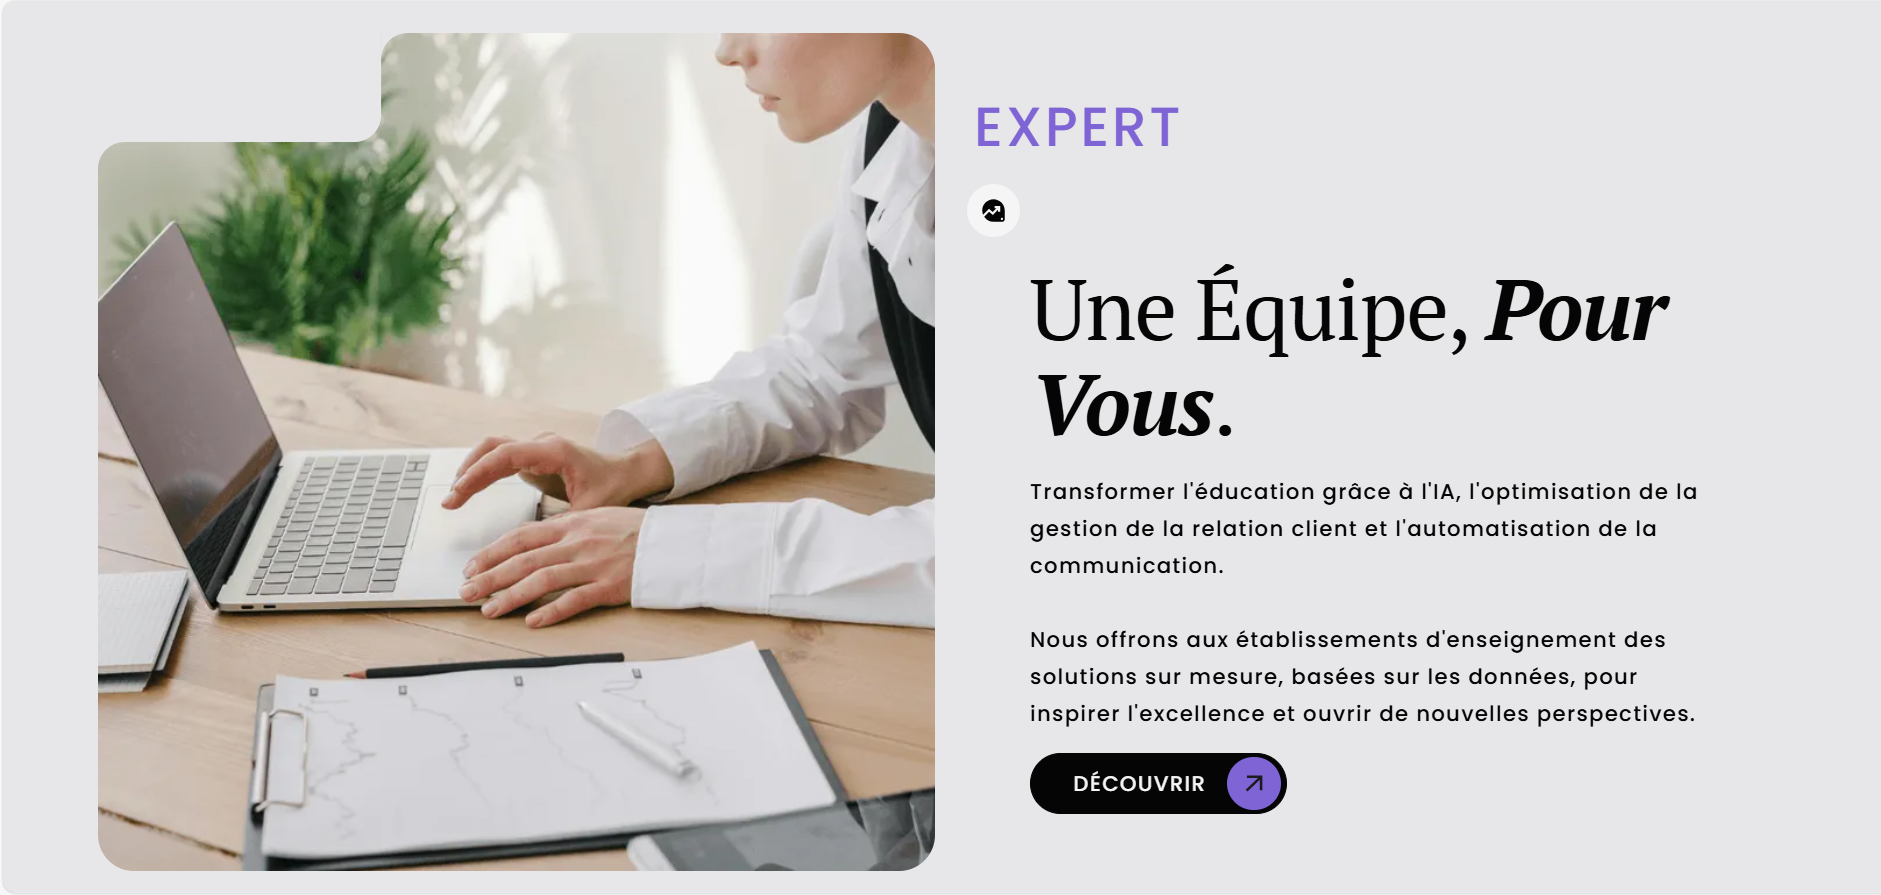 EXPERT
Une Équipe, Pour
Vous.
Transformer l'éducation grâce à l'IA, l'optimisation de la
gestion de la relation client et l'automatisation de la
communication.
Nous offrons aux établissements d'enseignement des
solutions sur mesure, basées sur les données, pour
inspirer l'excellence et ouvrir de nouvelles perspectives.
DÉCOUVRIR